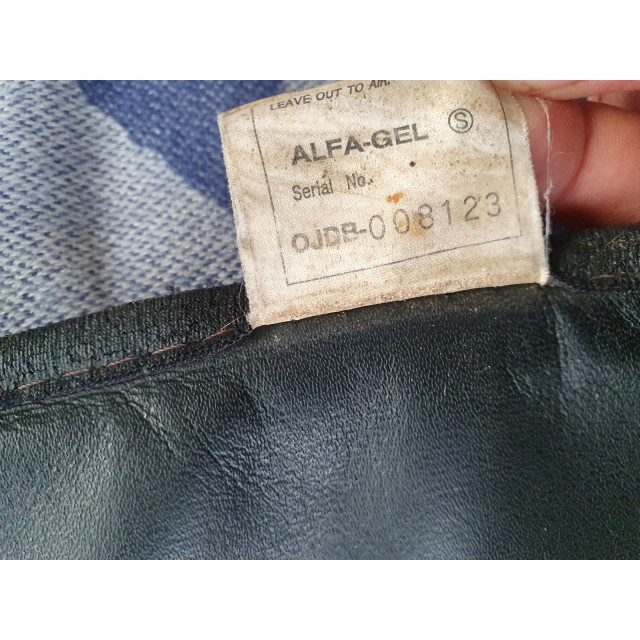 LEAVE OUT TO AIR.
ALFA-GEL Ⓢ
Serial No.
OJDB-008123